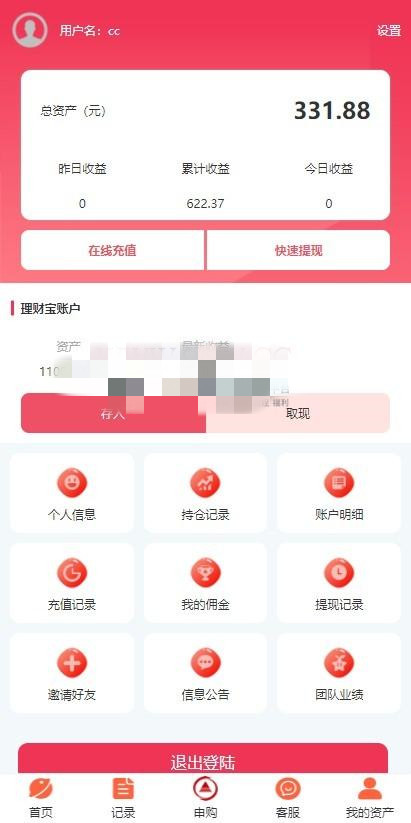 用户名：cc
设置
总资产（元）
331.88
昨日收益
累计收益
今日收益
0
622.37
0
在线充值
快速提现
理财宝账户
资产
最新收益
110
存入
取现
福利
个人信息
持仓记录
账户明细
充值记录
我的佣金
提现记录
邀请好友
信息公告
团队业绩
退出登陆
首页
记录
申购
客服
我的资产